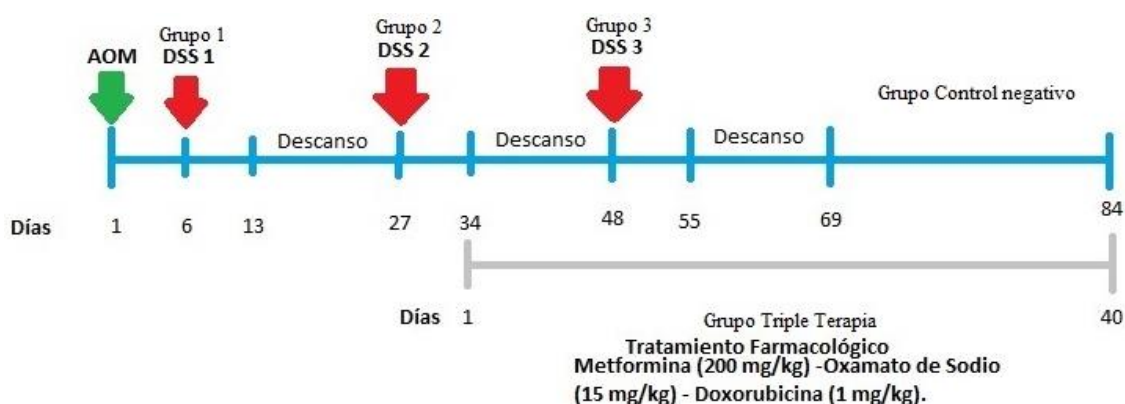 Grupo 1
Grupo 2
Grupo 3
AOM
DSS 1
DSS 2
DSS 3
Grupo Control negativo
Descanso
Descanso
Descanso
Días 1 6 13 27 34 48 55 69 84
Días 1 40
Grupo Triple Terapia
Tratamiento Farmacológico
Metformina (200 mg/kg) -Oxamato de Sodio
(15 mg/kg) - Doxorubicina (1 mg/kg).